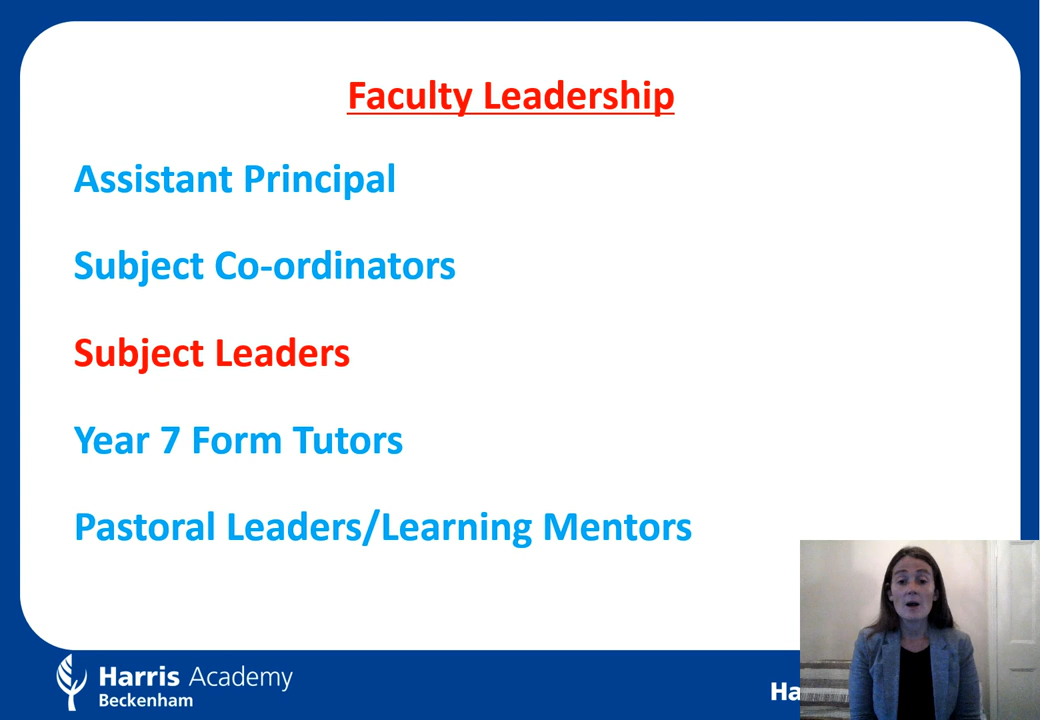 Faculty Leadership
Assistant Principal
Subject Co-ordinators
Subject Leaders
Year 7 Form Tutors
Pastoral Leaders/Learning Mentors
Harris Academy
Beckenham